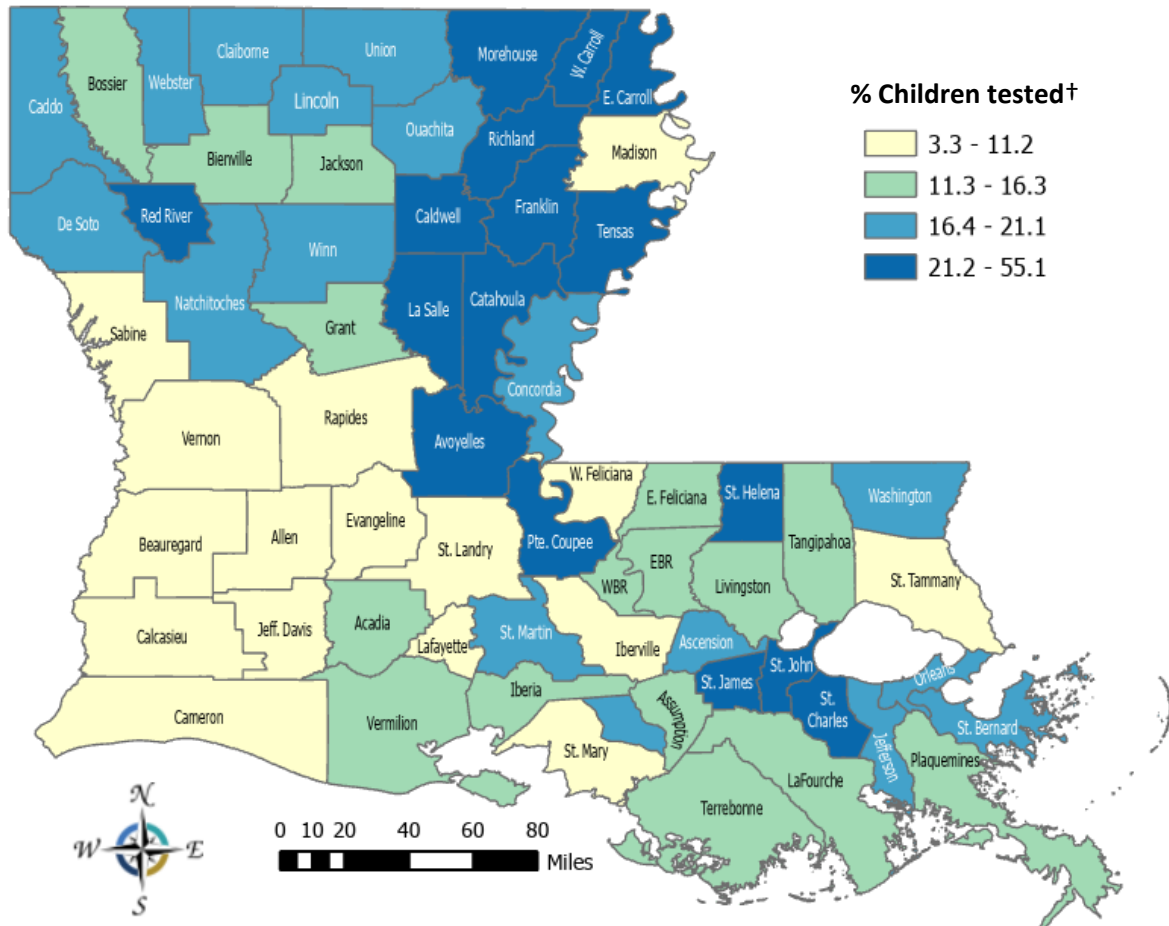 Morehouse
W. Carroll
E. Carroll
Union
Claiborne
Webster
Bossier
Caddo
Lincoln
Ouachita
Richland
Madison
Bienville
Jackson
Caldwell
Franklin
Tensas
Red River
De Soto
Winn
Natchitoches
La Salle
Catahoula
Grant
Sabine
Concordia
Rapides
Vernon
Avoyelles
W. Feliciana
E. Feliciana
St. Helena
Washington
Tangipahoa
Evangeline
Allen
Beauregard
St. Landry
Pte. Coupee
EBR
WBR
Livingston
St. Tammany
Calcasieu
Jeff. Davis
Acadia
Lafayette
St. Martin
Iberville
Ascension
St. James
St. John
St.
Charles
Orleans
St. Bernard
Jefferson
Plaquemines
Cameron
Vermilion
Iberia
St. Mary
Assumption
LaFourche
Terrebonne
% Children tested†
3.3 - 11.2
11.3 - 16.3
16.4 - 21.1
21.2 - 55.1
N
W E
S
0 10 20 40 60 80
Miles